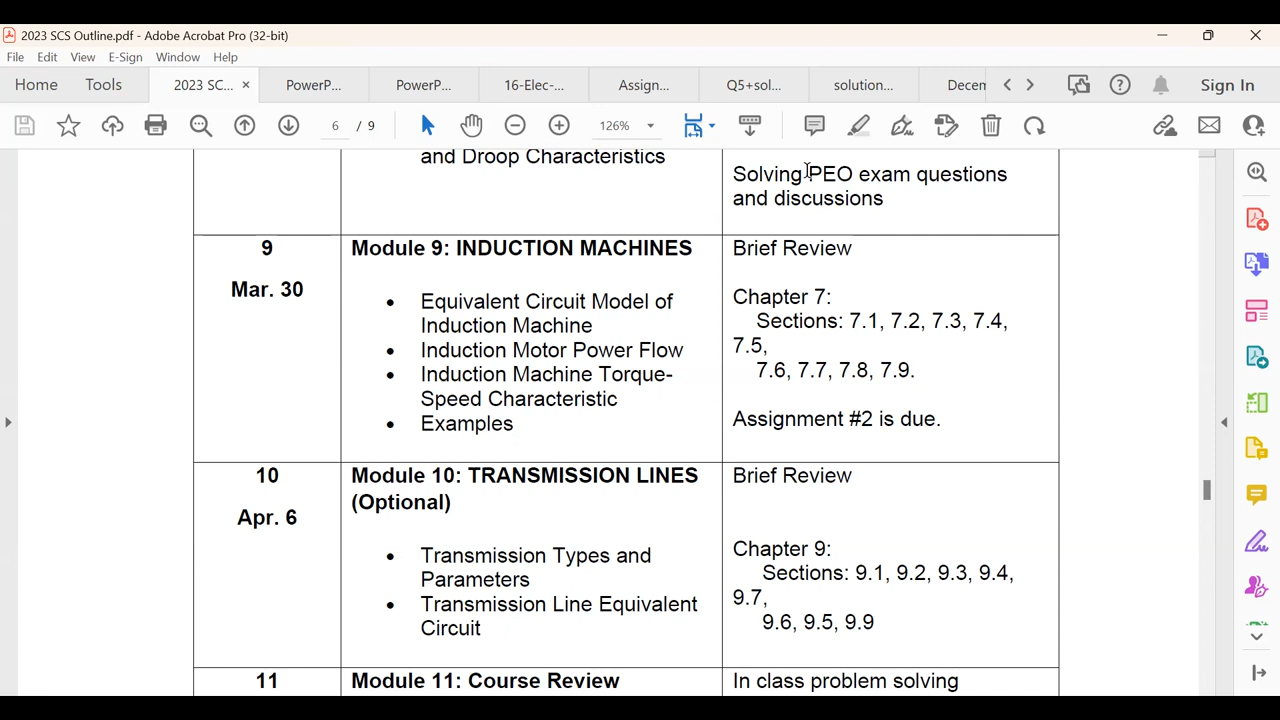 2023 SCS Outline.pdf - Adobe Acrobat Pro (32-bit)
File Edit View E-Sign Window Help
Home Tools 2023 SC... × PowerP... PowerP... 16-Elec-... Assign... Q5+sol... solution... Decem Sign In
6 / 9 126%
and Droop Characteristics
Solving PEO exam questions
and discussions
9
Mar. 30
Module 9: INDUCTION MACHINES
• Equivalent Circuit Model of
Induction Machine
• Induction Motor Power Flow
• Induction Machine Torque-
Speed Characteristic
• Examples
Brief Review
Chapter 7:
Sections: 7.1, 7.2, 7.3, 7.4,
7.5,
7.6, 7.7, 7.8, 7.9.
Assignment #2 is due.
10
Apr. 6
Module 10: TRANSMISSION LINES
(Optional)
• Transmission Types and
Parameters
• Transmission Line Equivalent
Circuit
Brief Review
Chapter 9:
Sections: 9.1, 9.2, 9.3, 9.4,
9.7,
9.6, 9.5, 9.9
11
Module 11: Course Review
In class problem solving